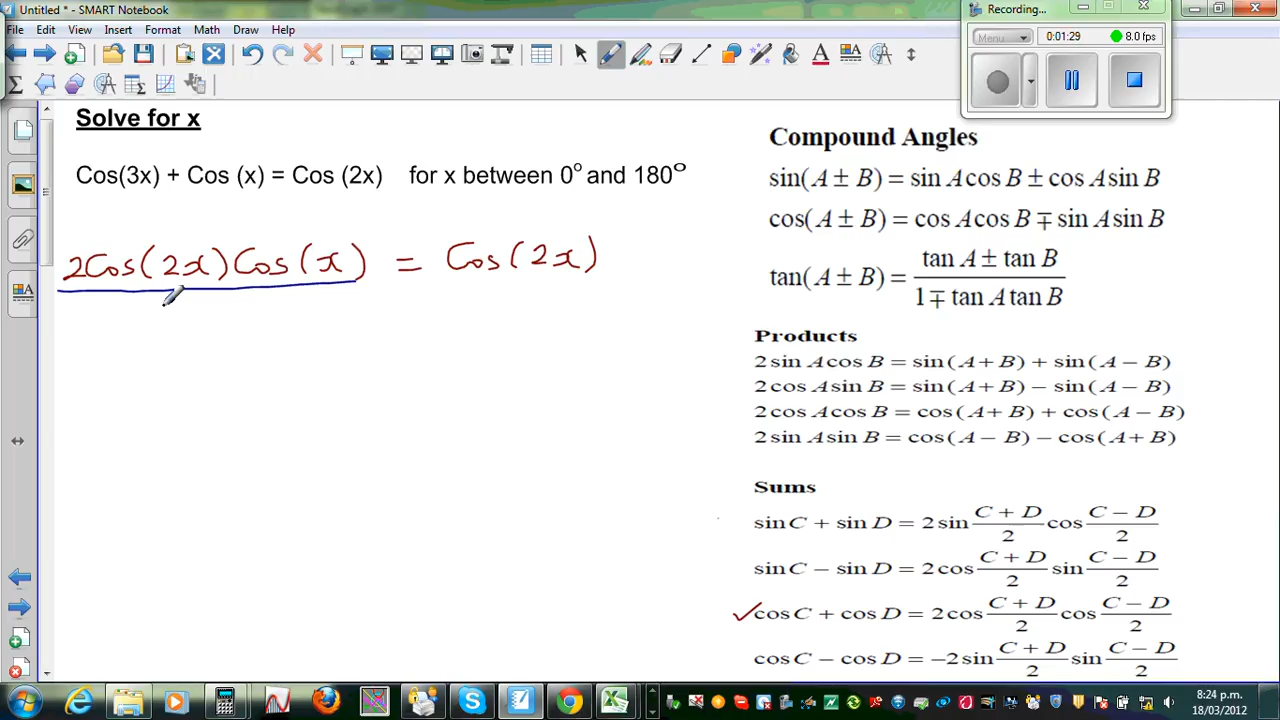 Untitled * - SMART Notebook
File Edit View Insert Format Math Draw Help
Recording...
Menu
0:01:29
8.0 fps
Solve for x
Cos(3x) + Cos (x) = Cos (2x) for x between 0° and 180°
2Cos(2x)Cos(x) = Cos(2x)
Compound Angles
sin(A ± B) = sin A cos B ± cos A sin B
cos(A ± B) = cos A cos B ∓ sin A sin B
tan(A ± B) = (tan A ± tan B) / (1 ∓ tan A tan B)
Products
2 sin A cos B = sin(A + B) + sin(A − B)
2 cos A sin B = sin(A + B) − sin(A − B)
2 cos A cos B = cos(A + B) + cos(A − B)
2 sin A sin B = cos(A − B) − cos(A + B)
Sums
sin C + sin D = 2 sin (C + D)/2 cos (C − D)/2
sin C − sin D = 2 cos (C + D)/2 sin (C − D)/2
✓cos C + cos D = 2 cos (C + D)/2 cos (C − D)/2
cos C − cos D = −2 sin (C + D)/2 sin (C − D)/2
8:24 p.m.
18/03/2012